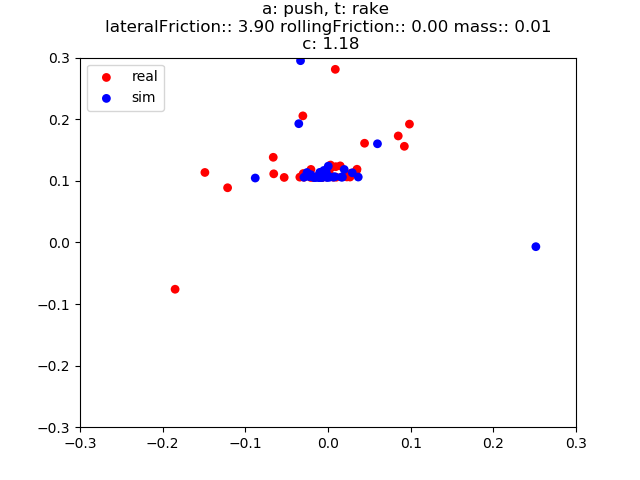 a: push, t: rake
lateralFriction:: 3.90 rollingFriction:: 0.00 mass:: 0.01
c: 1.18
real
sim
0.3
0.2
0.1
0.0
−0.1
−0.2
−0.3
−0.3
−0.2
−0.1
0.0
0.1
0.2
0.3